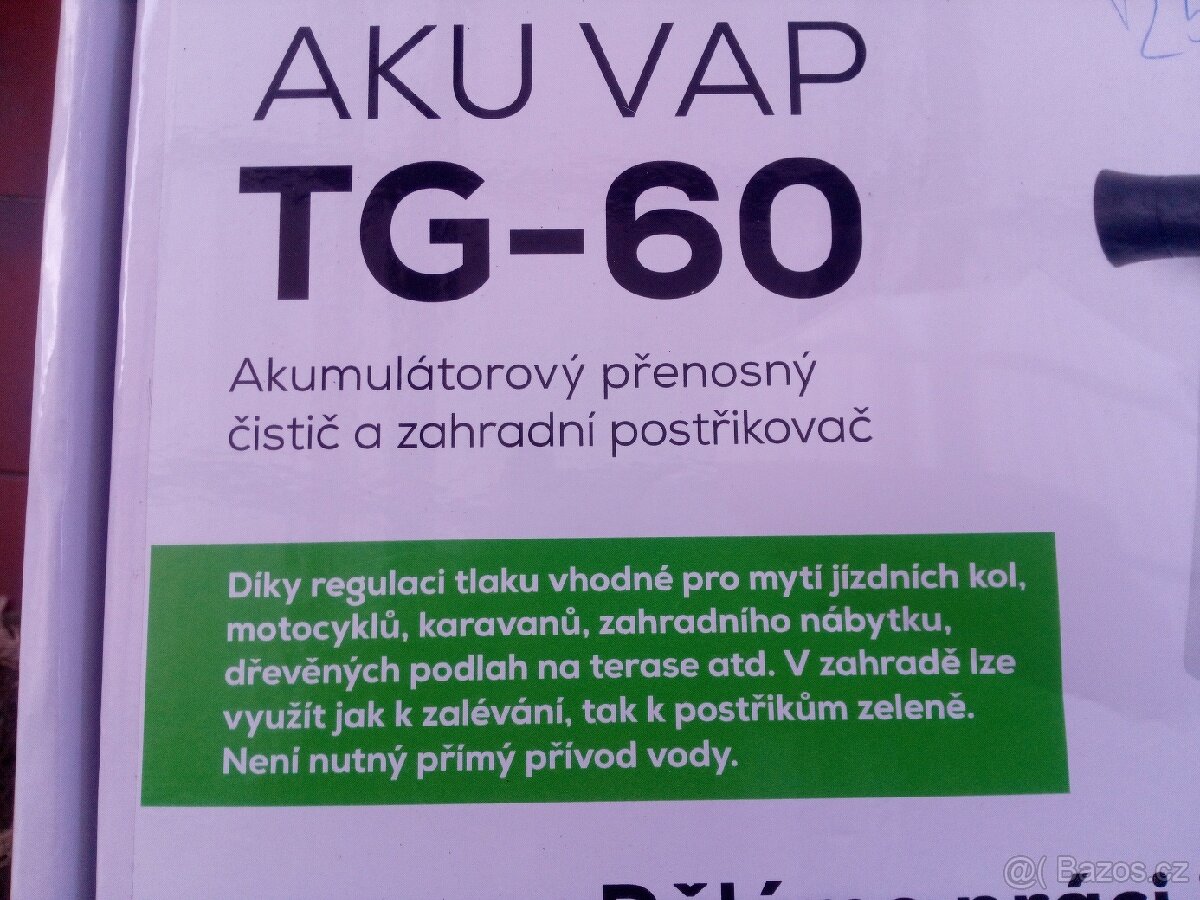 AKU VAP
TG-60
Akumulátorový přenosný
čistič a zahradní postřikovač
Díky regulaci tlaku vhodné pro mytí jízdních kol,
motocyklů, karavanů, zahradního nábytku,
dřevěných podlah na terase atd. V zahradě lze
využít jak k zalévání, tak k postřikům zeleně.
Není nutný přímý přívod vody.
@( Bazos.cz